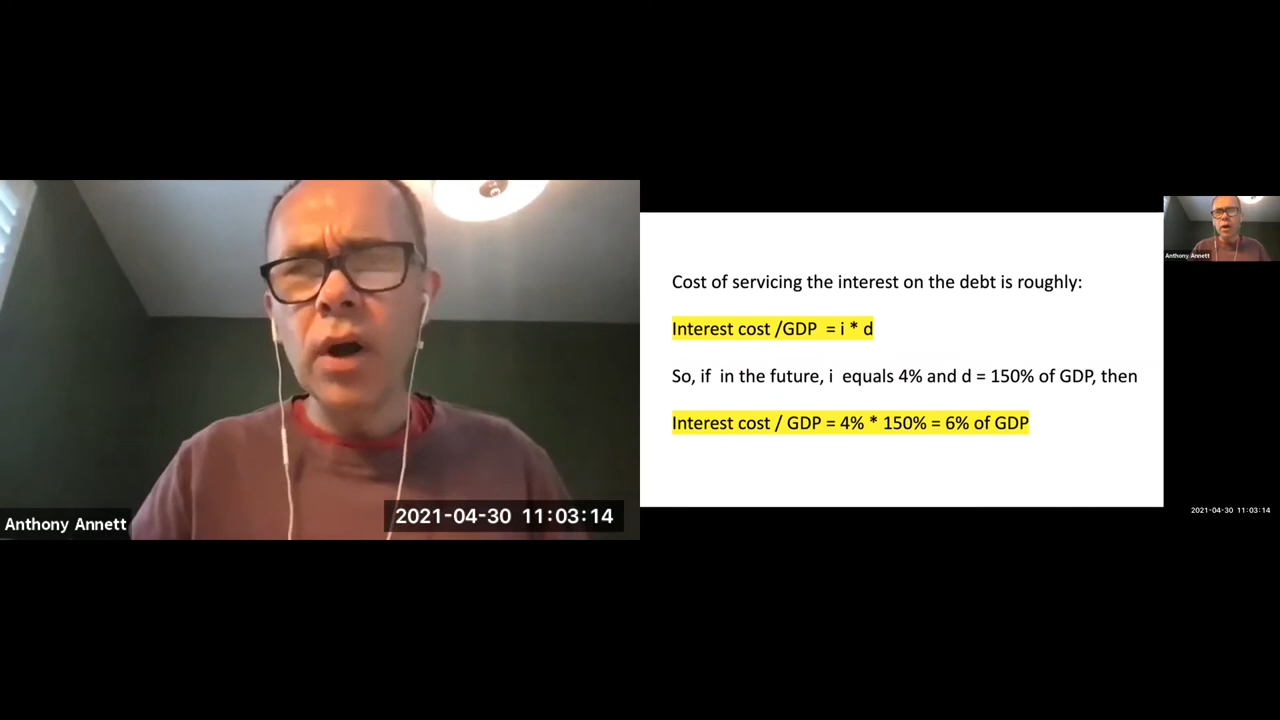 Anthony Annett
2021-04-30 11:03:14
Cost of servicing the interest on the debt is roughly:
Interest cost /GDP = i * d
So, if in the future, i equals 4% and d = 150% of GDP, then
Interest cost / GDP = 4% * 150% = 6% of GDP
Anthony Annett
2021-04-30 11:03:14